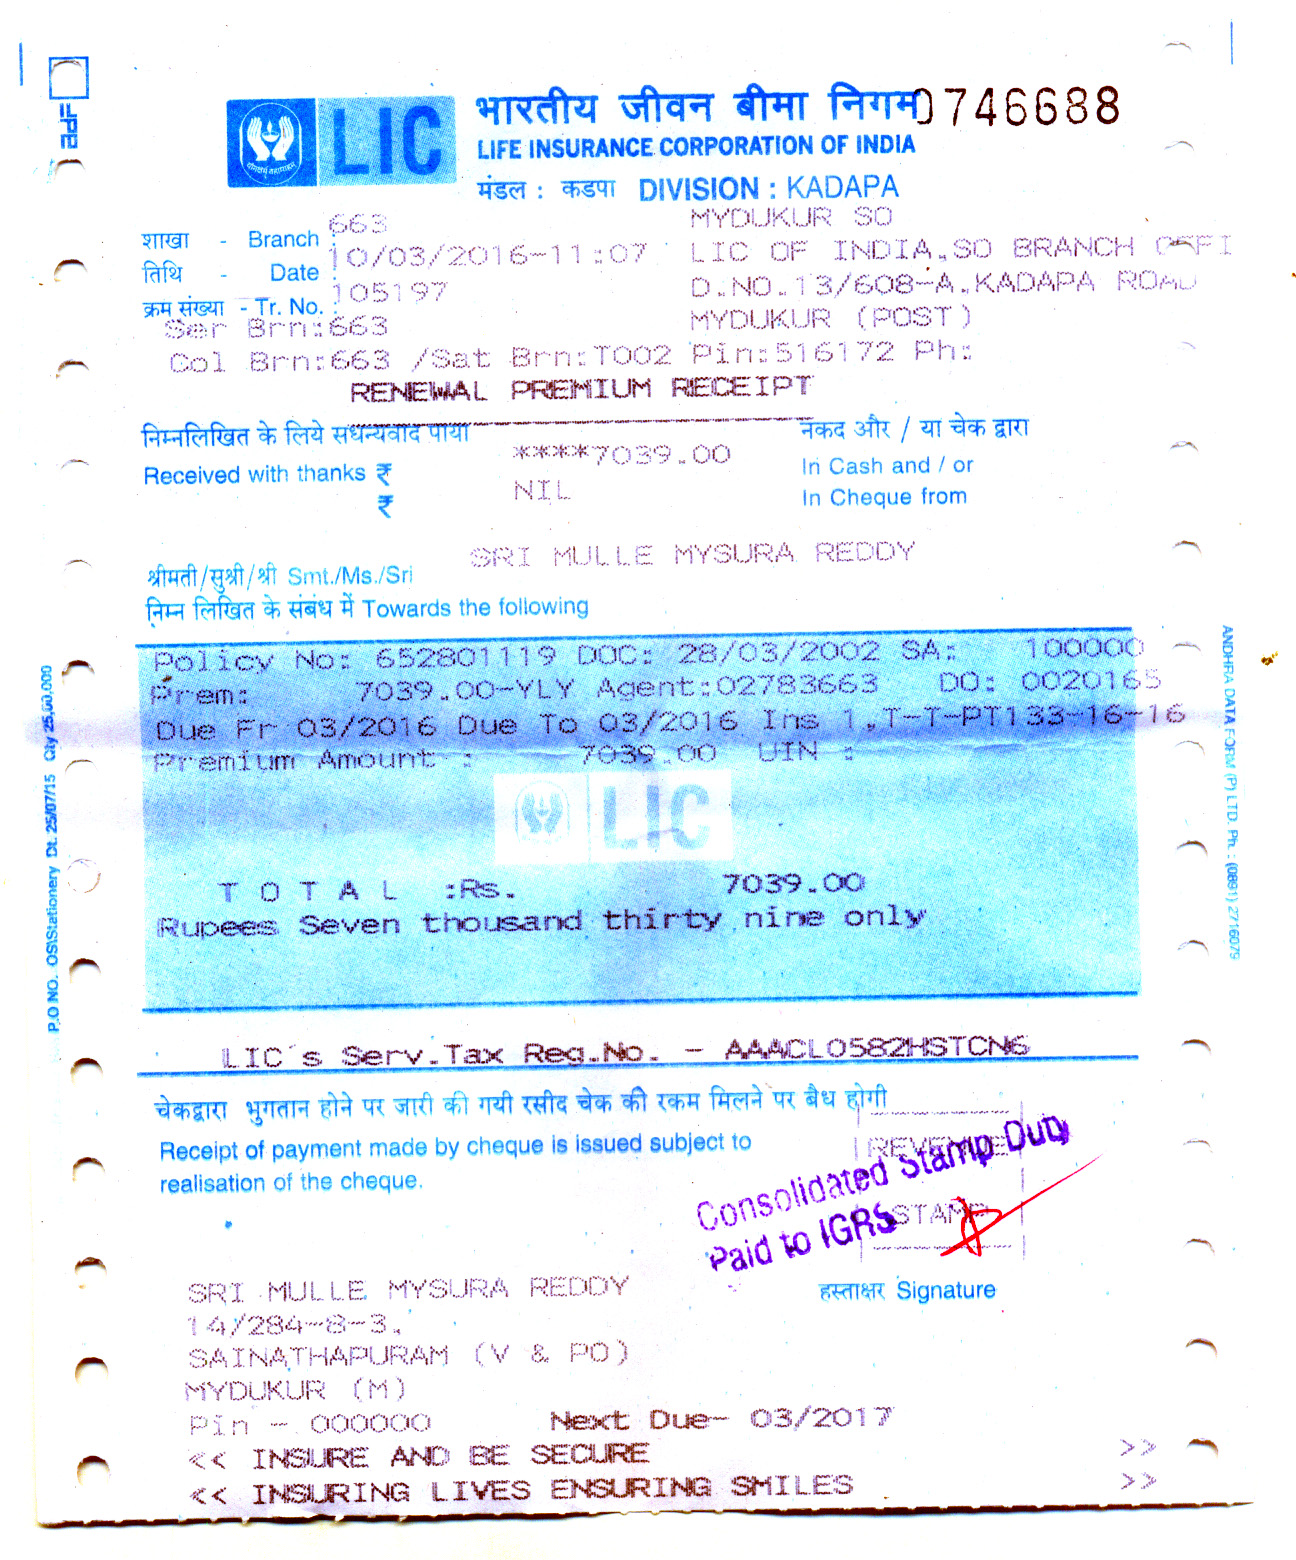 LIC
भारतीय जीवन बीमा निगम 0746688
LIFE INSURANCE CORPORATION OF INDIA
मंडल : कडपा DIVISION : KADAPA
शाखा - Branch : 663 MYDUKUR SO
तिथि - Date : 10/03/2016-11:07 LIC OF INDIA,SO BRANCH OFFI
क्रम संख्या - Tr. No. : 105197 D.NO.13/608-A,KADAPA ROAD
Ser Brn:663 MYDUKUR (POST)
Col Brn:663 /Sat Brn:T002 Pin:516172 Ph:
RENEWAL PREMIUM RECEIPT
निम्नलिखित के लिये सधन्यवाद पाया नकद और / या चेक द्वारा
Received with thanks ₹ ****7039.00 In Cash and / or
₹ NIL In Cheque from
SRI MULLE MYSURA REDDY
श्रीमती/सुश्री/श्री Smt./Ms./Sri
निम्न लिखित के संबंध में Towards the following
Policy No: 652801119 DOC: 28/03/2002 SA: 100000
Prem: 7039.00-YLY Agent:02783663 DO: 0020165
Due Fr 03/2016 Due To 03/2016 Ins 1,T-T-PT133-16-16
Premium Amount : 7039.00 UIN :
LIC
T O T A L :Rs. 7039.00
Rupees Seven thousand thirty nine only
LIC's Serv.Tax Reg.No. - AAACL0582HSTCN6
चेकद्वारा भुगतान होने पर जारी की गयी रसीद चेक की रकम मिलने पर बैध होगी
Receipt of payment made by cheque is issued subject to
realisation of the cheque.
REVENUE
STAMP
Consolidated Stamp Duty
Paid to IGRS
हस्ताक्षर Signature
SRI MULLE MYSURA REDDY
14/284-8-3,
SAINATHAPURAM (V & PO)
MYDUKUR (M)
Pin - 000000 Next Due- 03/2017
<< INSURE AND BE SECURE >>
<< INSURING LIVES ENSURING SMILES >>
P.O NO. OS\Stationery Dt. 25/07/15 Qty 25,00,000
ANDHRA DATA FORM (P) LTD. Ph. : (0891) 2716079